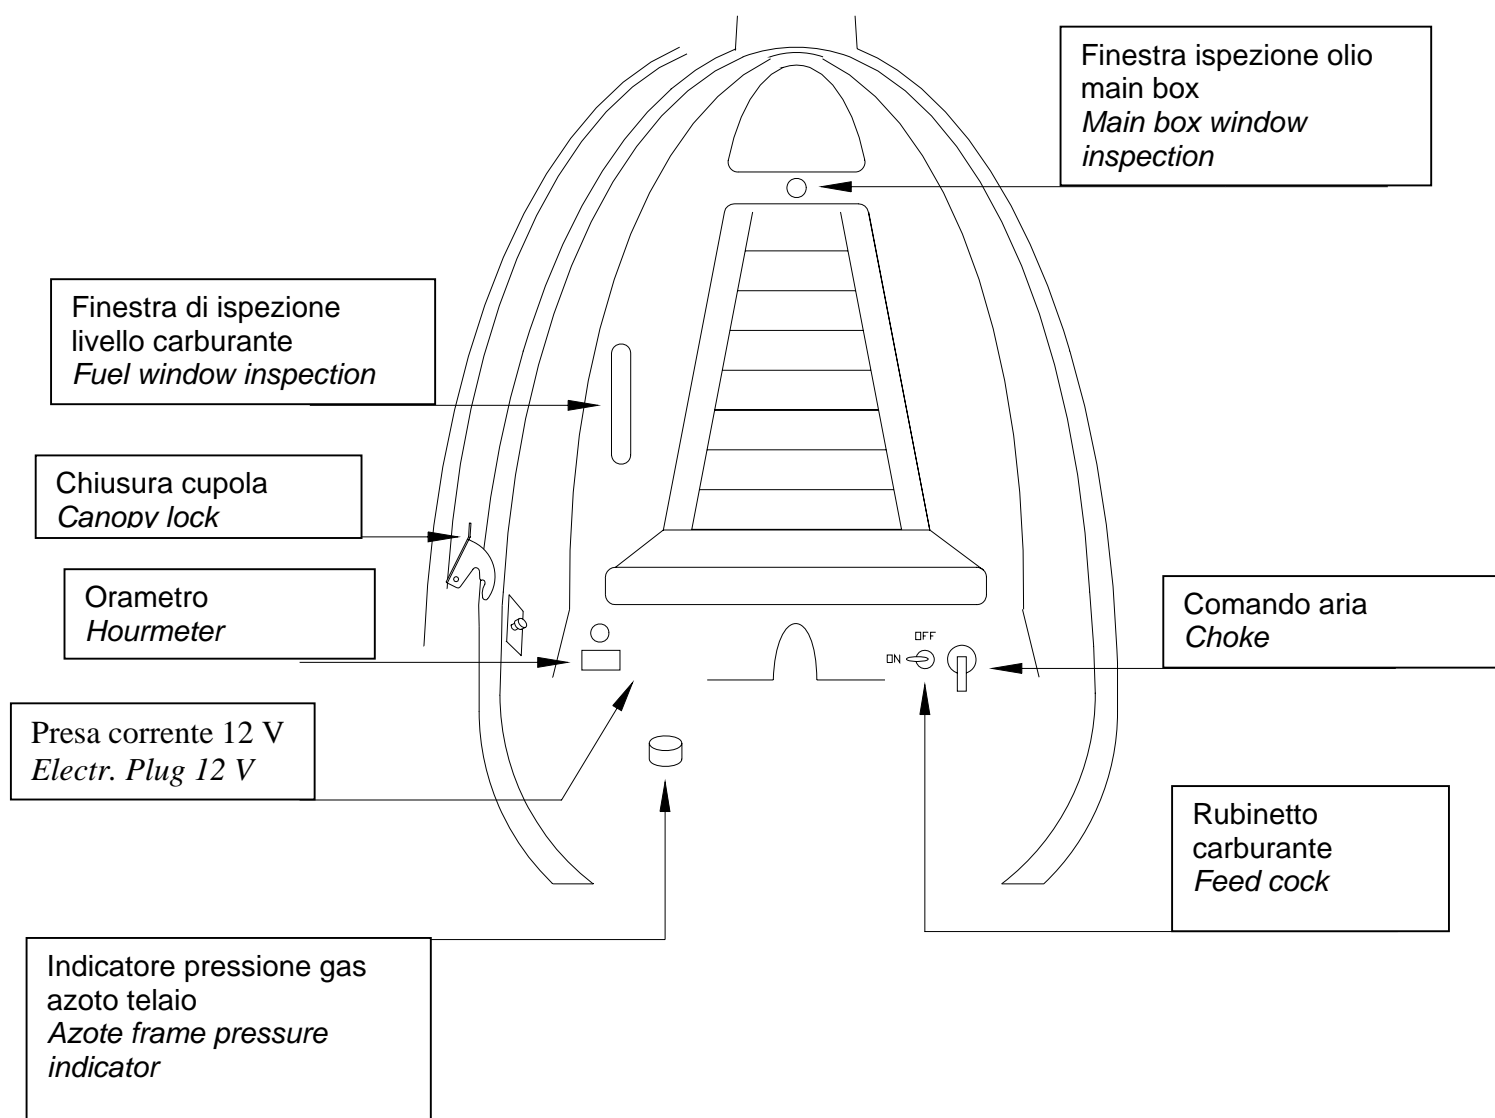 Finestra ispezione olio
main box
Main box window
inspection
Finestra di ispezione
livello carburante
Fuel window inspection
Chiusura cupola
Canopy lock
Orametro
Hourmeter
OFF
ON
Comando aria
Choke
Presa corrente 12 V
Electr. Plug 12 V
Rubinetto
carburante
Feed cock
Indicatore pressione gas
azoto telaio
Azote frame pressure
indicator